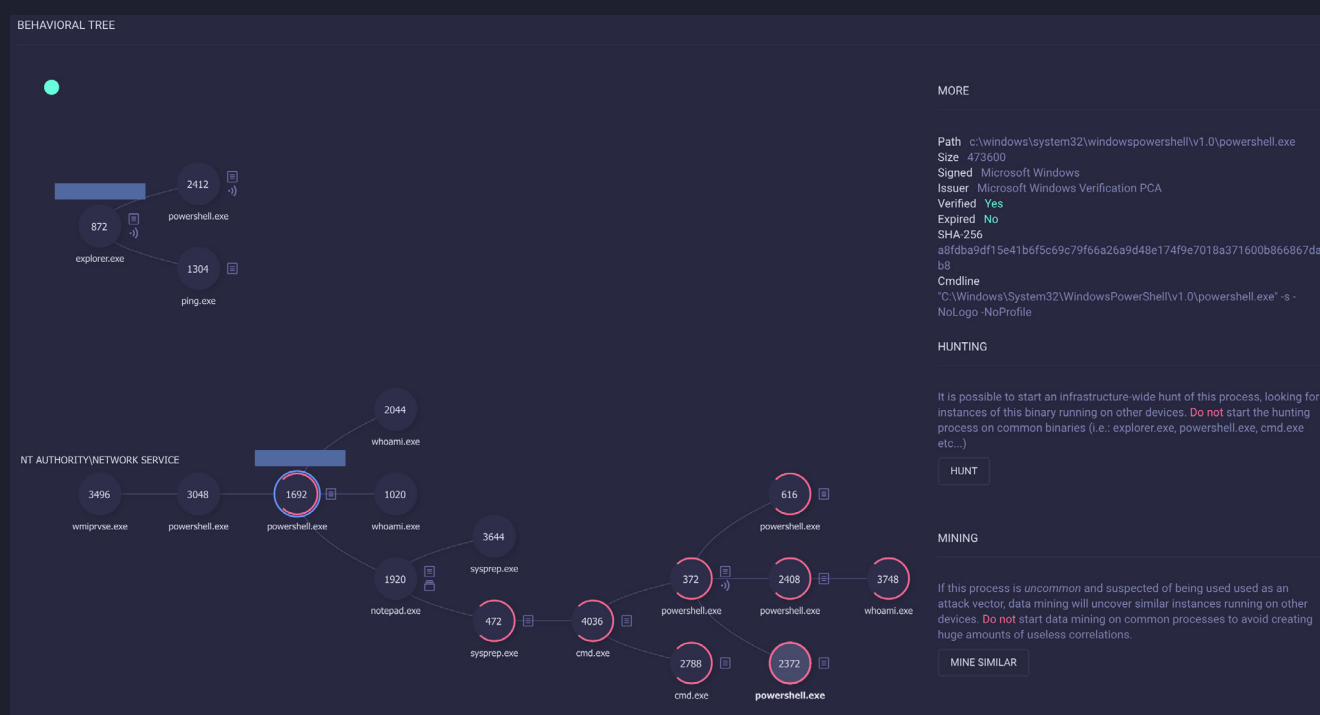 BEHAVIORAL TREE
MORE
Path c:\windows\system32\windowspowershell\v1.0\powershell.exe
Size 473600
Signed Microsoft Windows
Issuer Microsoft Windows Verification PCA
Verified Yes
Expired No
SHA-256
a8fdba9df15e41b6f5c69c79f66a26a9d48e174f9e7018a371600b866867da
b8
Cmdline
"C:\Windows\System32\WindowsPowerShell\v1.0\powershell.exe" -s -
NoLogo -NoProfile
HUNTING
It is possible to start an infrastructure-wide hunt of this process, looking for
instances of this binary running on other devices. Do not start the hunting
process on common binaries (i.e.: explorer.exe, powershell.exe, cmd.exe
etc...)
HUNT
MINING
If this process is uncommon and suspected of being used used as an
attack vector, data mining will uncover similar instances running on other
devices. Do not start data mining on common processes to avoid creating
huge amounts of useless correlations.
MINE SIMILAR
2412
powershell.exe
872
explorer.exe
1304
ping.exe
2044
whoami.exe
NT AUTHORITY\NETWORK SERVICE
3496
wmiprvse.exe
3048
powershell.exe
1692
powershell.exe
1020
whoami.exe
3644
sysprep.exe
1920
notepad.exe
472
sysprep.exe
4036
cmd.exe
616
powershell.exe
372
powershell.exe
2408
powershell.exe
3748
whoami.exe
2788
cmd.exe
2372
powershell.exe